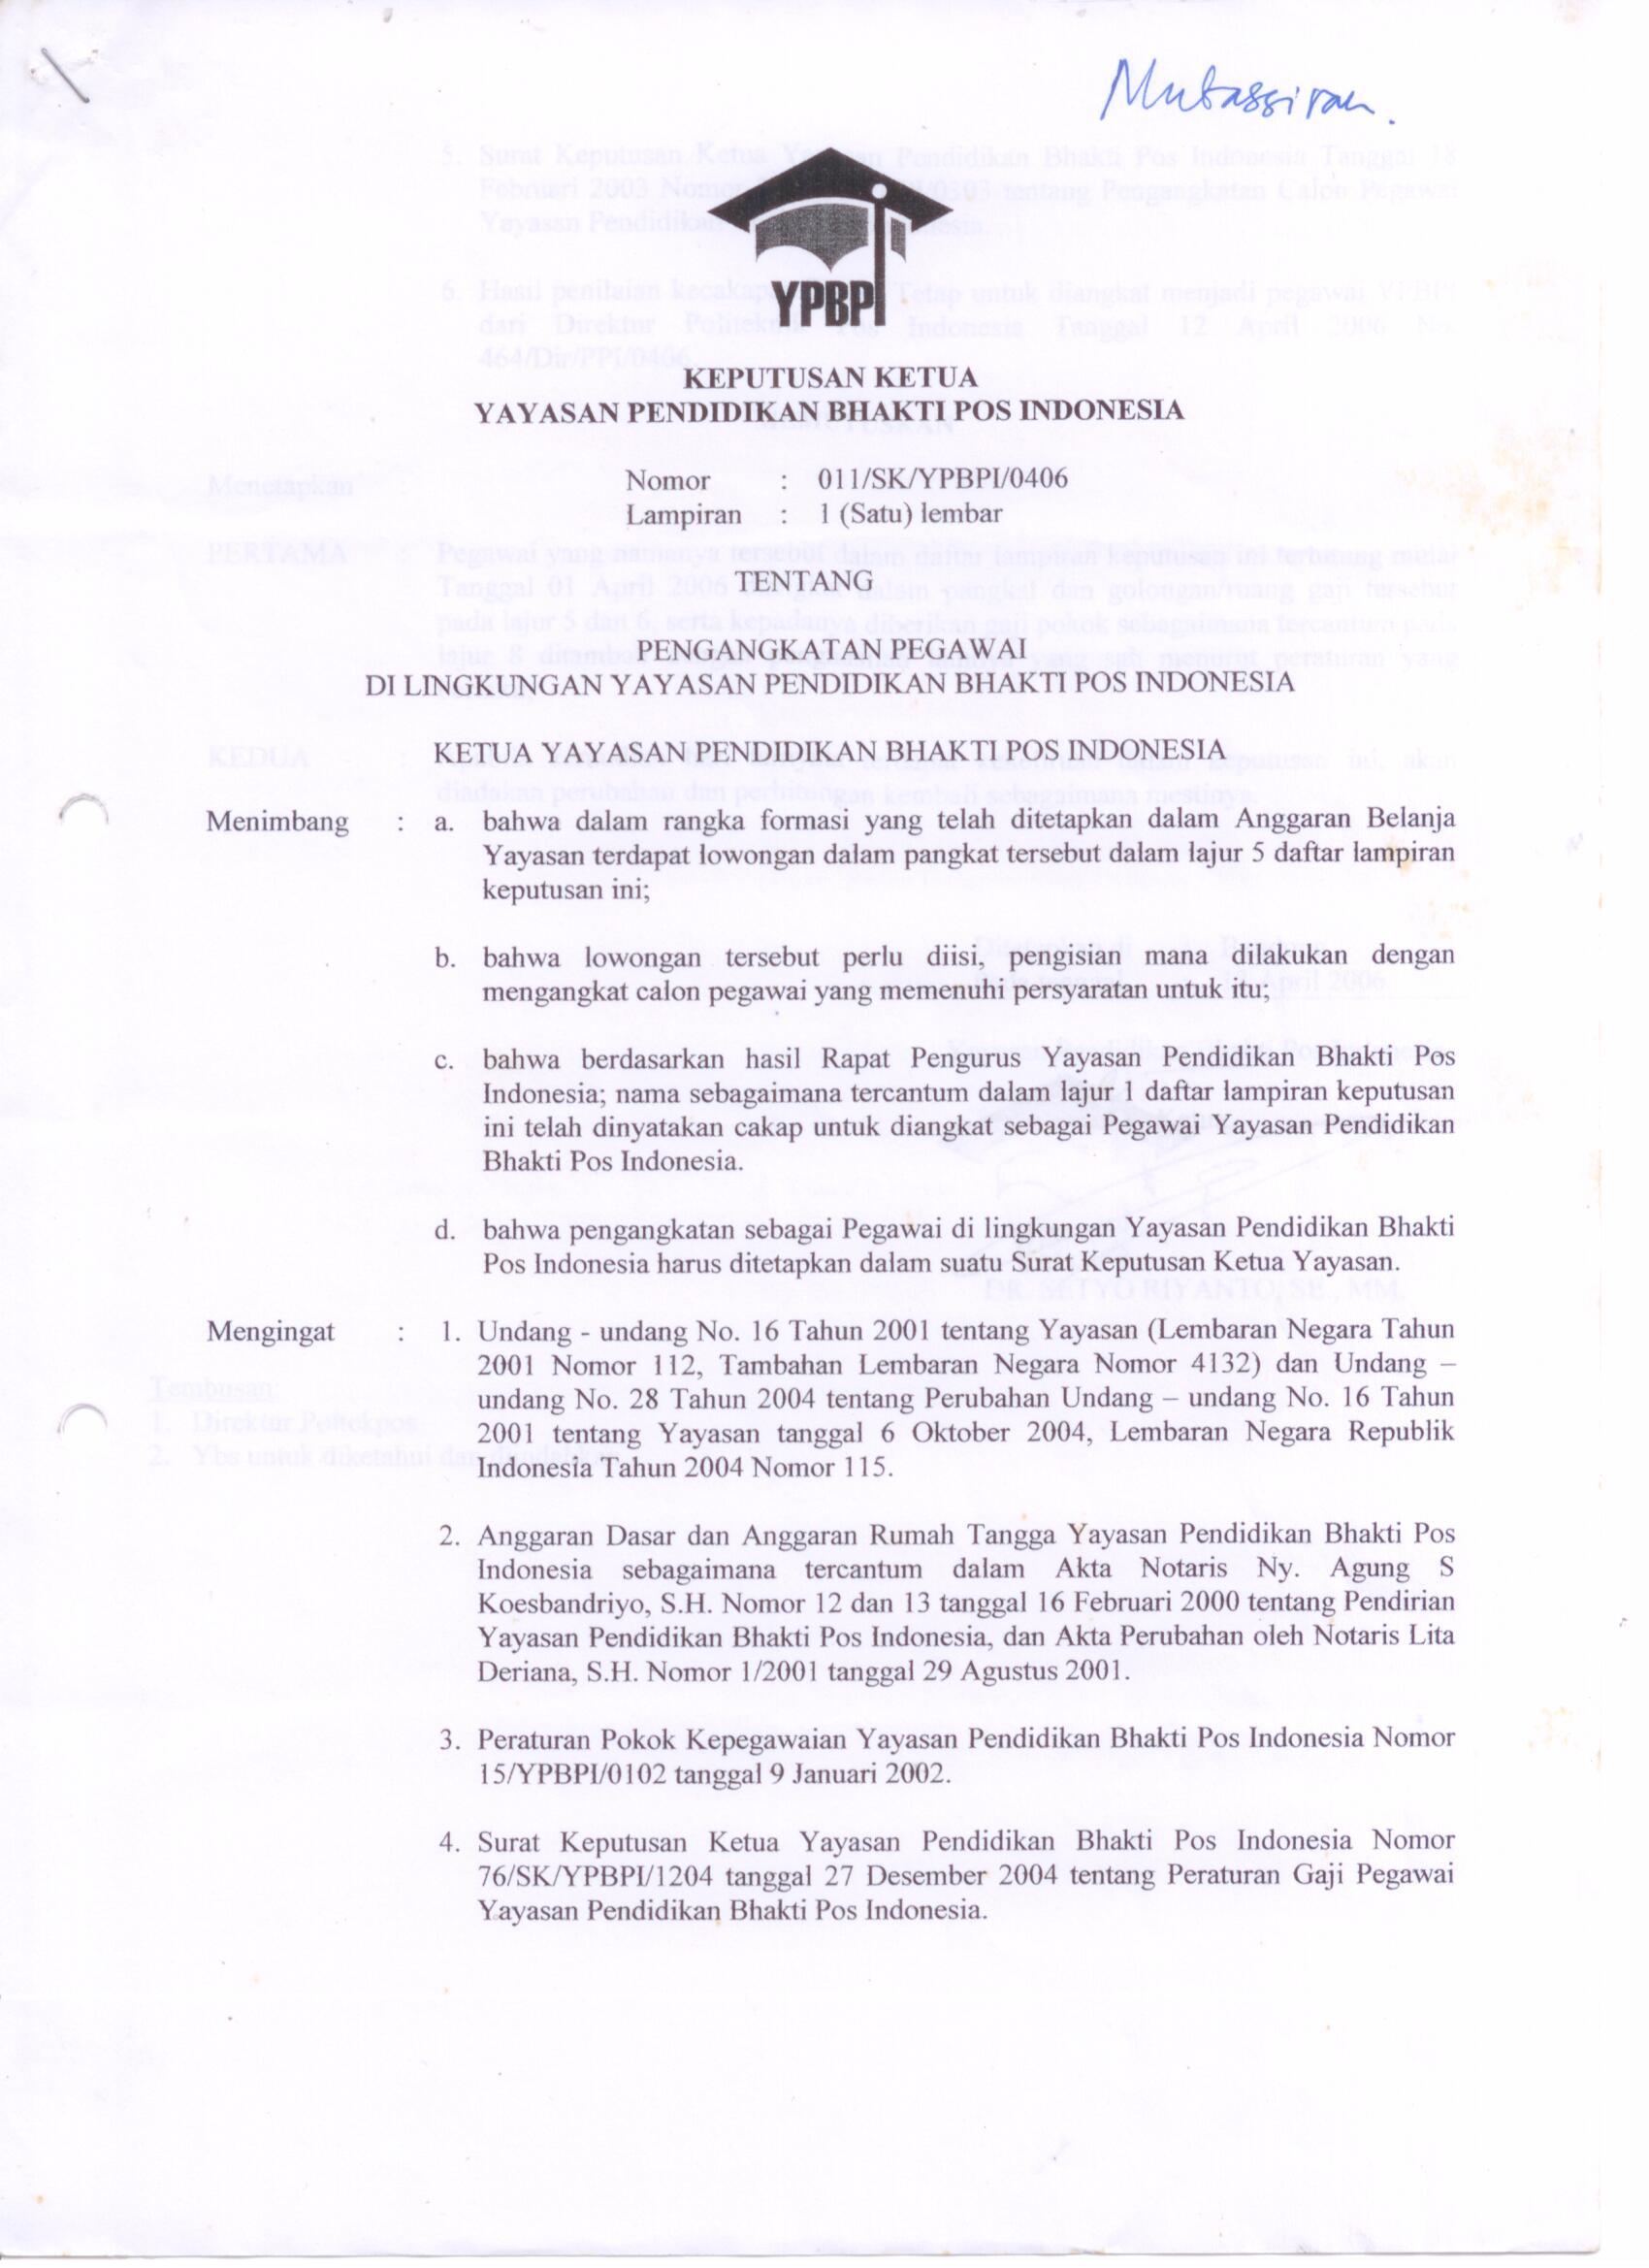 Mubassiran.
YPBPI
KEPUTUSAN KETUA
YAYASAN PENDIDIKAN BHAKTI POS INDONESIA
Nomor : 011/SK/YPBPI/0406
Lampiran : 1 (Satu) lembar
TENTANG
PENGANGKATAN PEGAWAI
DI LINGKUNGAN YAYASAN PENDIDIKAN BHAKTI POS INDONESIA
KETUA YAYASAN PENDIDIKAN BHAKTI POS INDONESIA
Menimbang : a. bahwa dalam rangka formasi yang telah ditetapkan dalam Anggaran Belanja
Yayasan terdapat lowongan dalam pangkat tersebut dalam lajur 5 daftar lampiran
keputusan ini;
b. bahwa lowongan tersebut perlu diisi, pengisian mana dilakukan dengan
mengangkat calon pegawai yang memenuhi persyaratan untuk itu;
c. bahwa berdasarkan hasil Rapat Pengurus Yayasan Pendidikan Bhakti Pos
Indonesia; nama sebagaimana tercantum dalam lajur 1 daftar lampiran keputusan
ini telah dinyatakan cakap untuk diangkat sebagai Pegawai Yayasan Pendidikan
Bhakti Pos Indonesia.
d. bahwa pengangkatan sebagai Pegawai di lingkungan Yayasan Pendidikan Bhakti
Pos Indonesia harus ditetapkan dalam suatu Surat Keputusan Ketua Yayasan.
Mengingat : 1. Undang - undang No. 16 Tahun 2001 tentang Yayasan (Lembaran Negara Tahun
2001 Nomor 112, Tambahan Lembaran Negara Nomor 4132) dan Undang –
undang No. 28 Tahun 2004 tentang Perubahan Undang – undang No. 16 Tahun
2001 tentang Yayasan tanggal 6 Oktober 2004, Lembaran Negara Republik
Indonesia Tahun 2004 Nomor 115.
2. Anggaran Dasar dan Anggaran Rumah Tangga Yayasan Pendidikan Bhakti Pos
Indonesia sebagaimana tercantum dalam Akta Notaris Ny. Agung S
Koesbandriyo, S.H. Nomor 12 dan 13 tanggal 16 Februari 2000 tentang Pendirian
Yayasan Pendidikan Bhakti Pos Indonesia, dan Akta Perubahan oleh Notaris Lita
Deriana, S.H. Nomor 1/2001 tanggal 29 Agustus 2001.
3. Peraturan Pokok Kepegawaian Yayasan Pendidikan Bhakti Pos Indonesia Nomor
15/YPBPI/0102 tanggal 9 Januari 2002.
4. Surat Keputusan Ketua Yayasan Pendidikan Bhakti Pos Indonesia Nomor
76/SK/YPBPI/1204 tanggal 27 Desember 2004 tentang Peraturan Gaji Pegawai
Yayasan Pendidikan Bhakti Pos Indonesia.